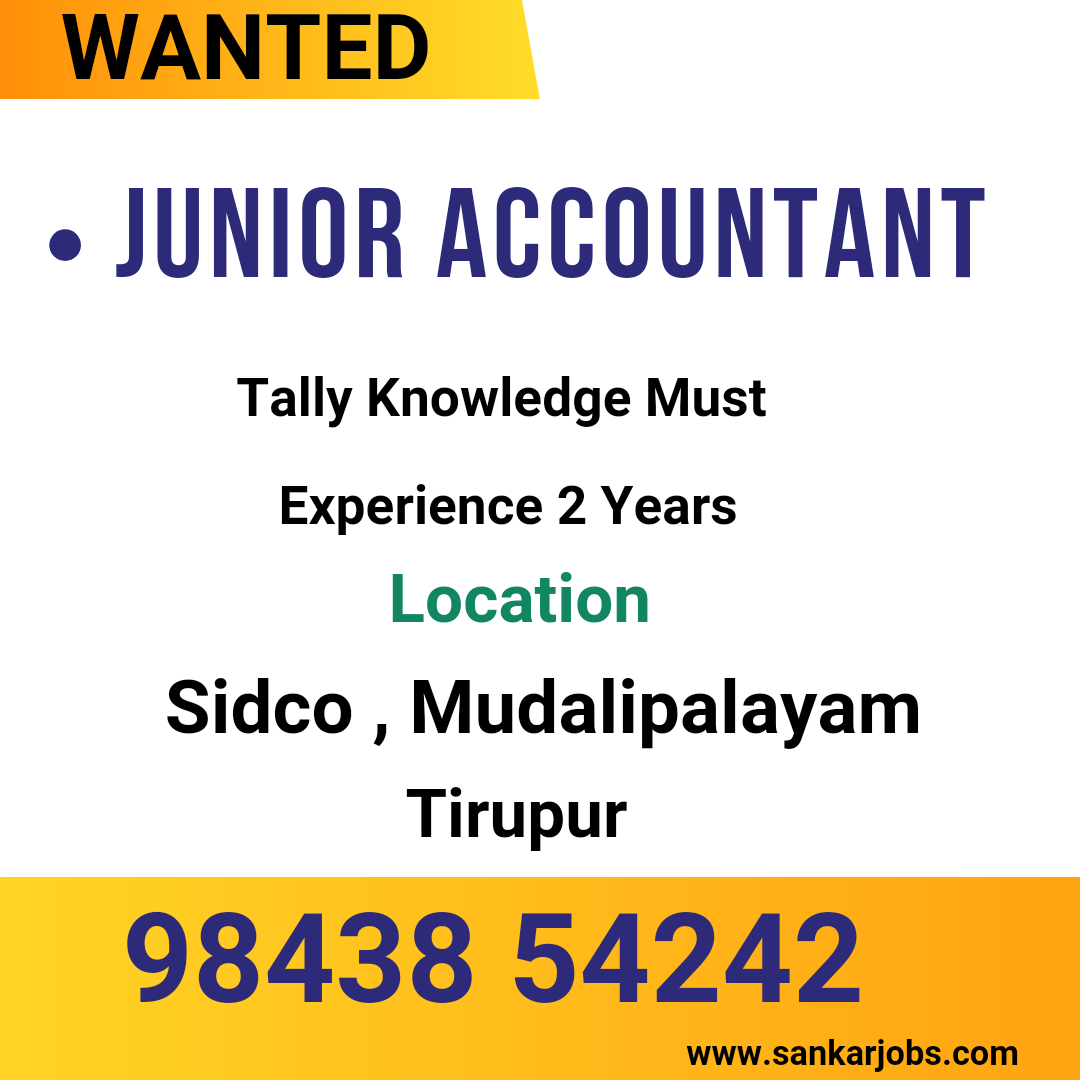 WANTED
• JUNIOR ACCOUNTANT
Tally Knowledge Must
Experience 2 Years
Location
Sidco , Mudalipalayam
Tirupur
98438 54242
www.sankarjobs.com